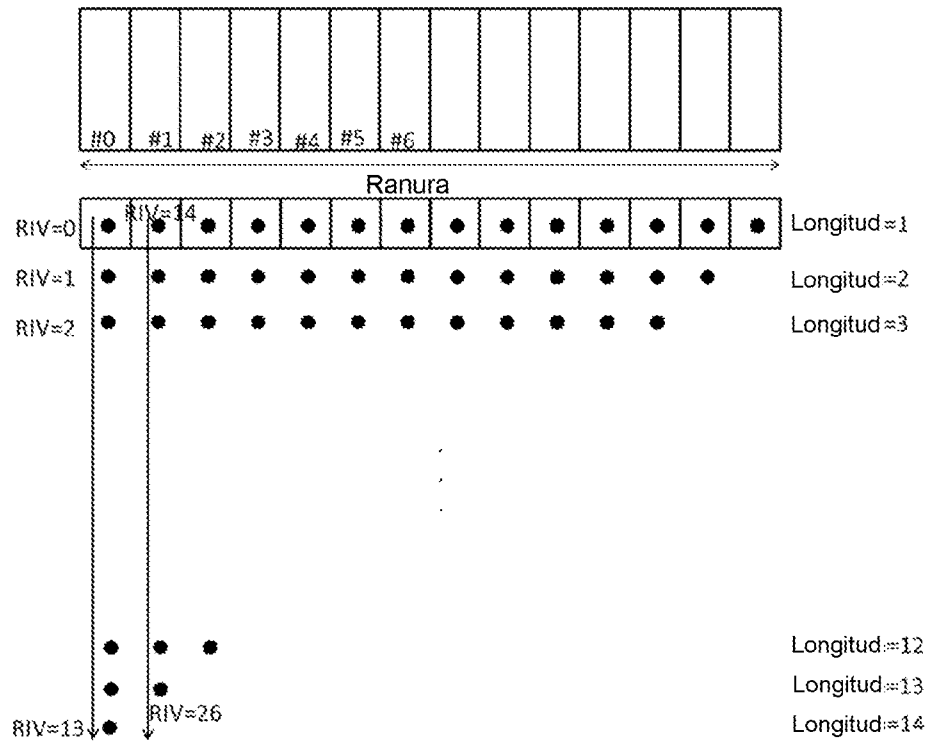 #0 #1 #2 #3 #4 #5 #6
Ranura
RIV=0 RIV=14 Longitud=1
RIV=1 Longitud=2
RIV=2 Longitud=3
Longitud=12
Longitud=13
RIV=13 RIV=26 Longitud=14